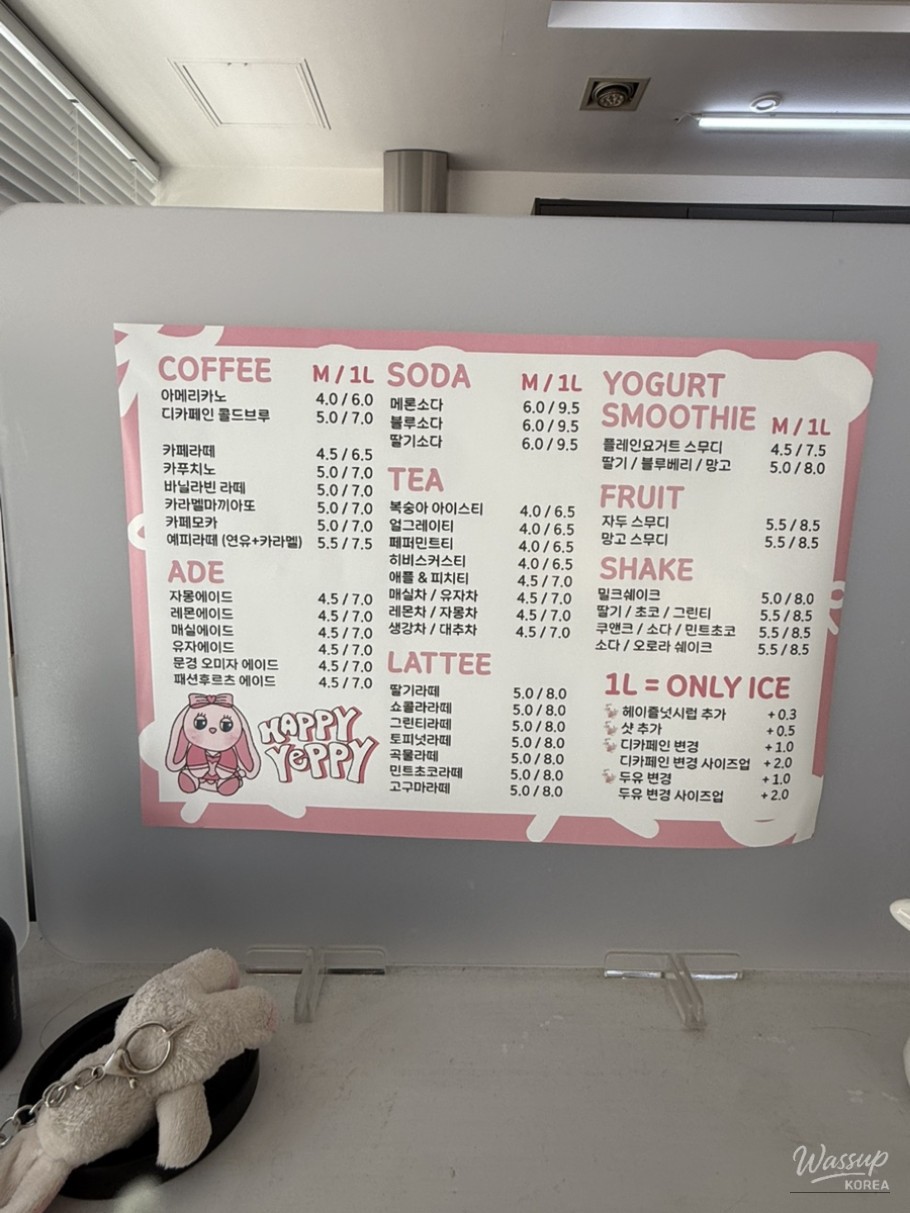 COFFEE M / 1L
아메리카노 4.0 / 6.0
디카페인 콜드브루 5.0 / 7.0
카페라떼 4.5 / 6.5
카푸치노 5.0 / 7.0
바닐라빈 라떼 5.0 / 7.0
카라멜마끼아또 5.0 / 7.0
카페모카 5.0 / 7.0
예피라떼 (연유+카라멜) 5.5 / 7.5
ADE
자몽에이드 4.5 / 7.0
레몬에이드 4.5 / 7.0
매실에이드 4.5 / 7.0
유자에이드 4.5 / 7.0
문경 오미자 에이드 4.5 / 7.0
패션후르츠 에이드 4.5 / 7.0
HAPPY
YePPY
SODA M / 1L
메론소다 6.0 / 9.5
블루소다 6.0 / 9.5
딸기소다 6.0 / 9.5
TEA
복숭아 아이스티 4.0 / 6.5
얼그레이티 4.0 / 6.5
페퍼민트티 4.0 / 6.5
히비스커스티 4.0 / 6.5
애플 & 피치티 4.5 / 7.0
매실차 / 유자차 4.5 / 7.0
레몬차 / 자몽차 4.5 / 7.0
생강차 / 대추차 4.5 / 7.0
LATTEE
딸기라떼 5.0 / 8.0
쇼콜라라떼 5.0 / 8.0
그린티라떼 5.0 / 8.0
토피넛라떼 5.0 / 8.0
곡물라떼 5.0 / 8.0
민트초코라떼 5.0 / 8.0
고구마라떼 5.0 / 8.0
YOGURT
SMOOTHIE M / 1L
플레인요거트 스무디 4.5 / 7.5
딸기 / 블루베리 / 망고 5.0 / 8.0
FRUIT
자두 스무디 5.5 / 8.5
망고 스무디 5.5 / 8.5
SHAKE
밀크쉐이크 5.0 / 8.0
딸기 / 초코 / 그린티 5.5 / 8.5
쿠앤크 / 소다 / 민트초코 5.5 / 8.5
소다 / 오로라 쉐이크 5.5 / 8.5
1L = ONLY ICE
헤이즐넛시럽 추가 +0.3
샷 추가 +0.5
디카페인 변경 +1.0
디카페인 변경 사이즈업 +2.0
두유 변경 +1.0
두유 변경 사이즈업 +2.0
Wassup
KOREA